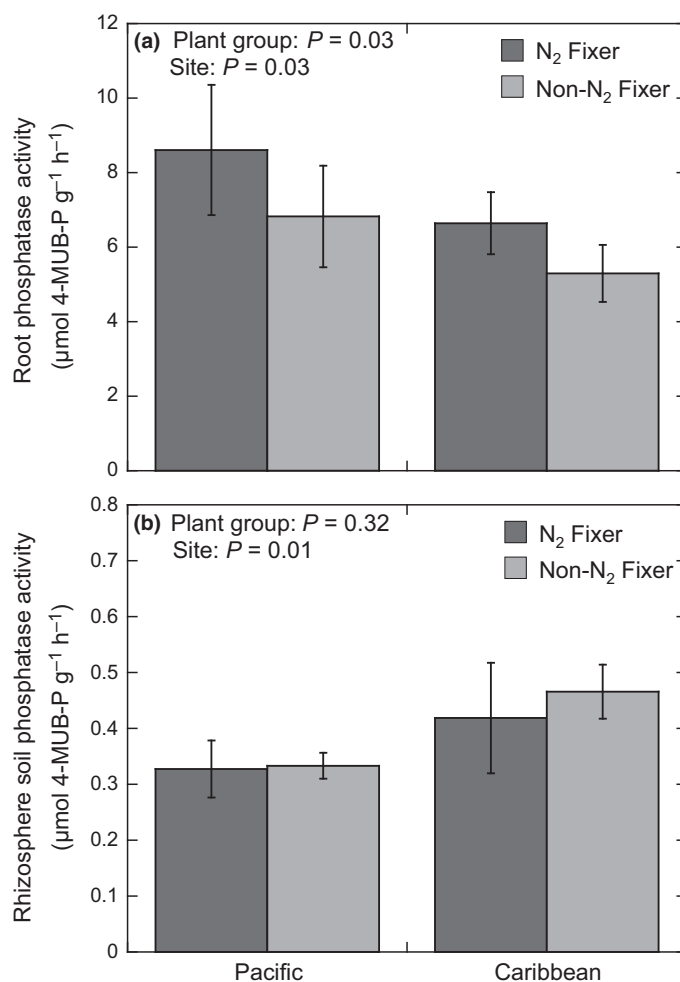 12
(a) Plant group: P = 0.03
Site: P = 0.03
N₂ Fixer
Non-N₂ Fixer
10
8
6
4
2
0
Root phosphatase activity
(µmol 4-MUB-P g⁻¹ h⁻¹)
0.8
(b) Plant group: P = 0.32
Site: P = 0.01
N₂ Fixer
Non-N₂ Fixer
0.7
0.6
0.5
0.4
0.3
0.2
0.1
0
Rhizosphere soil phosphatase activity
(µmol 4-MUB-P g⁻¹ h⁻¹)
Pacific
Caribbean